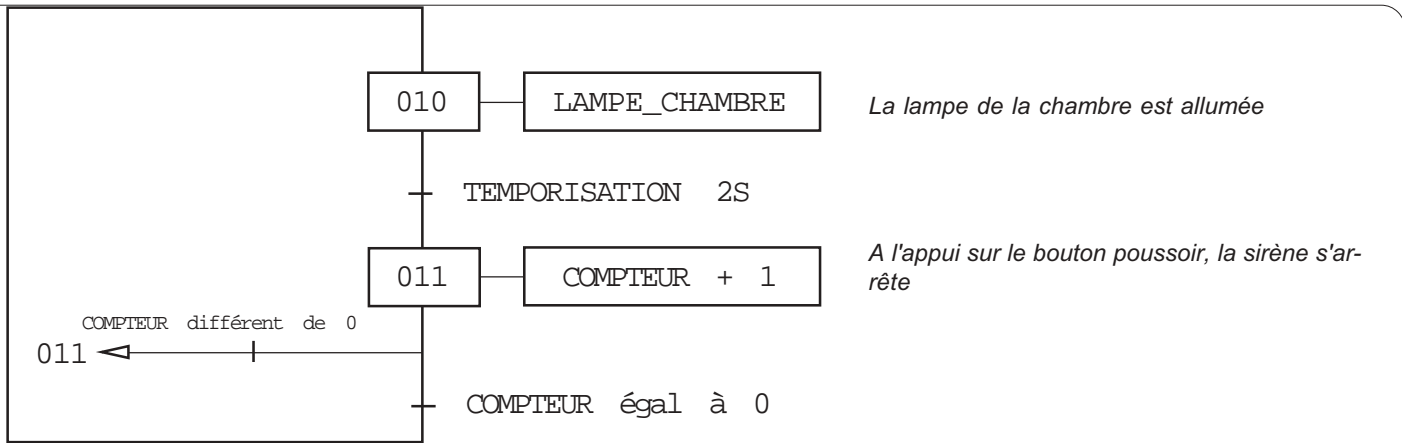 010 LAMPE_CHAMBRE La lampe de la chambre est allumée
TEMPORISATION 2S
A l'appui sur le bouton poussoir, la sirène s'ar-
rête
011 COMPTEUR + 1
COMPTEUR différent de 0
011
COMPTEUR égal à 0